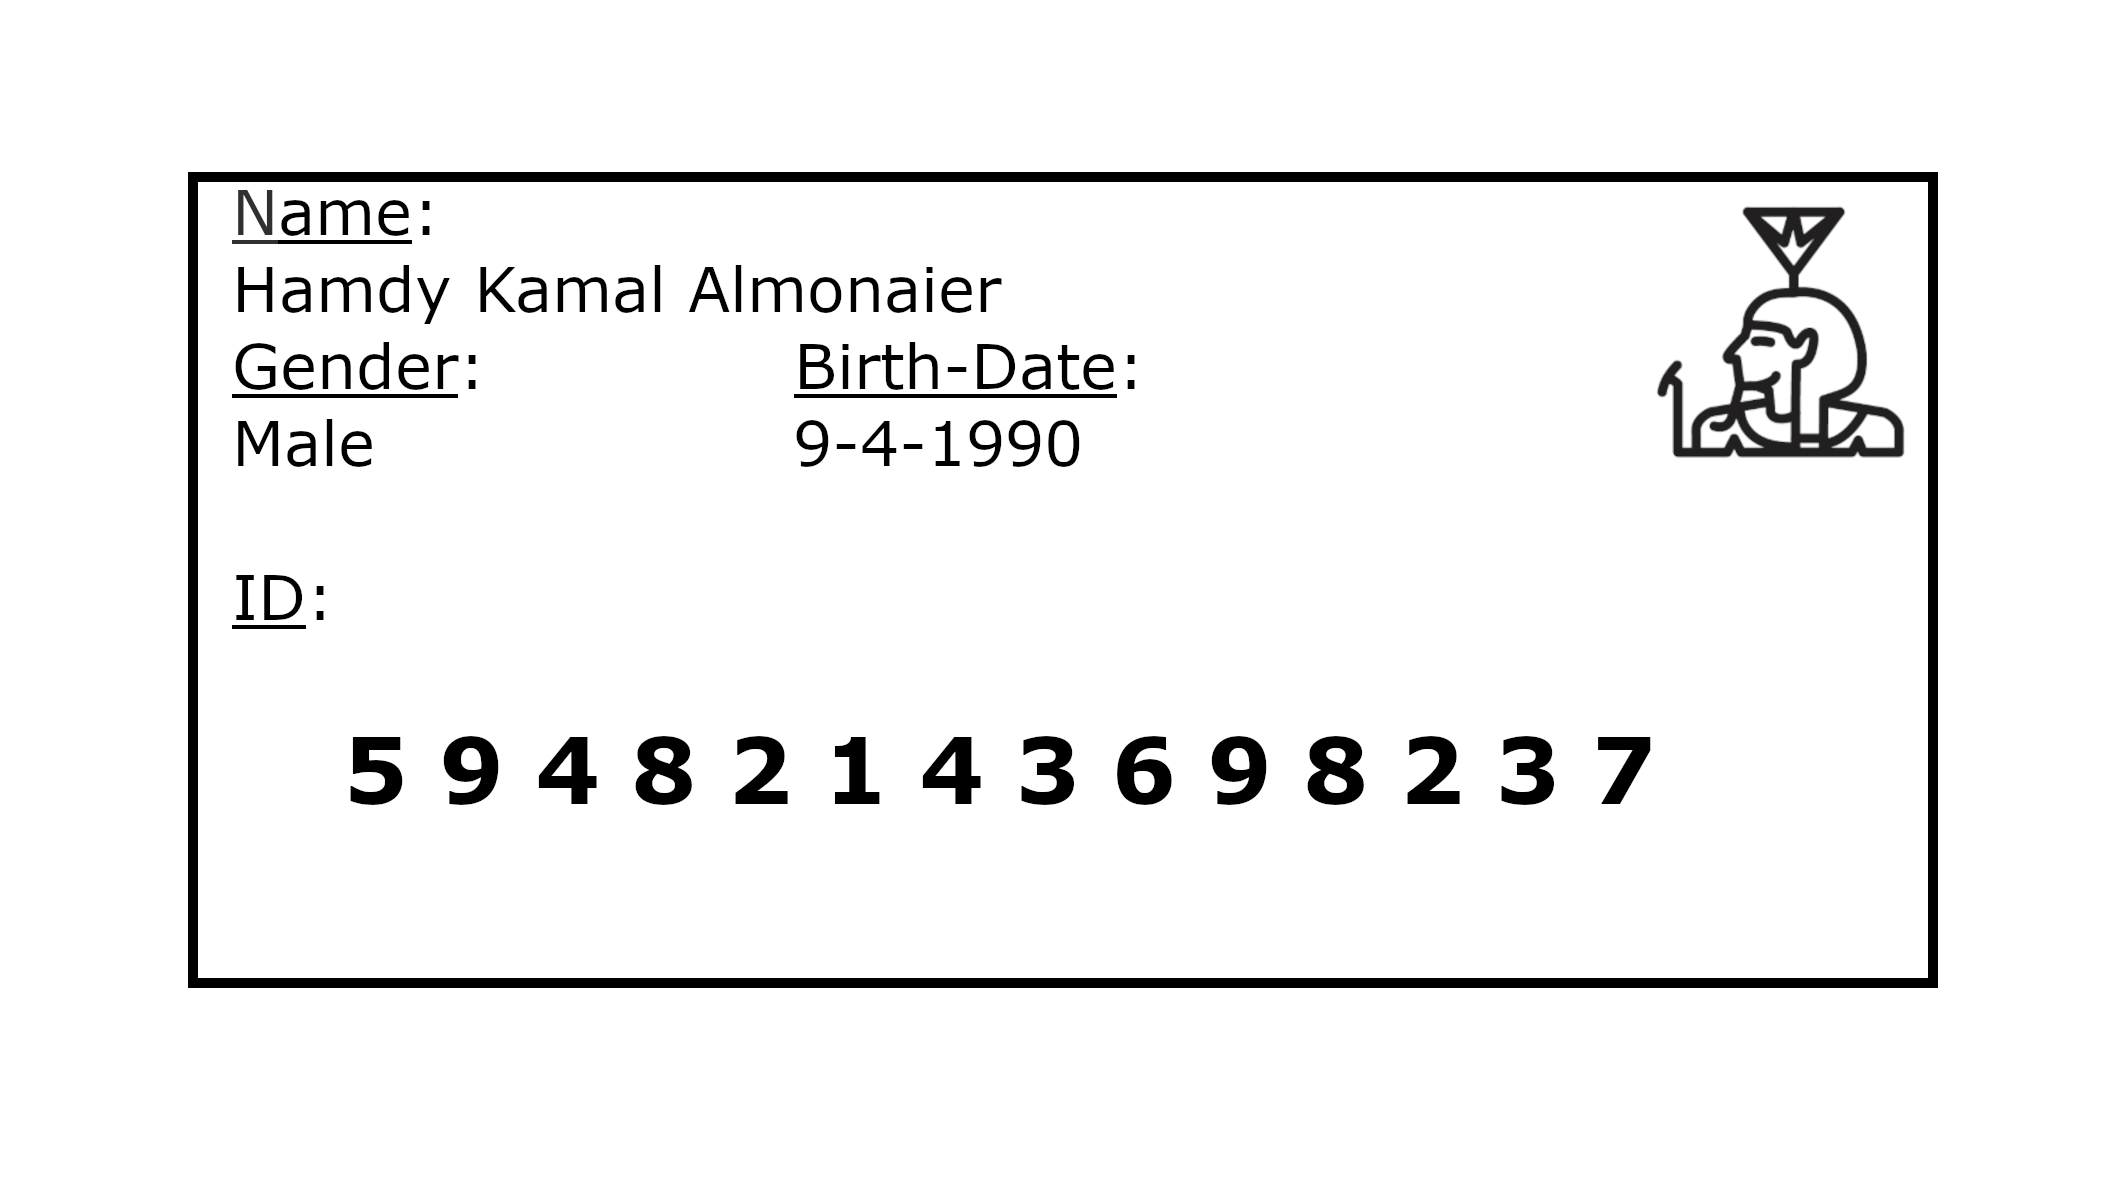 Name:
Hamdy Kamal Almonaier
Gender: Birth-Date:
Male 9-4-1990
ID:
5 9 4 8 2 1 4 3 6 9 8 2 3 7